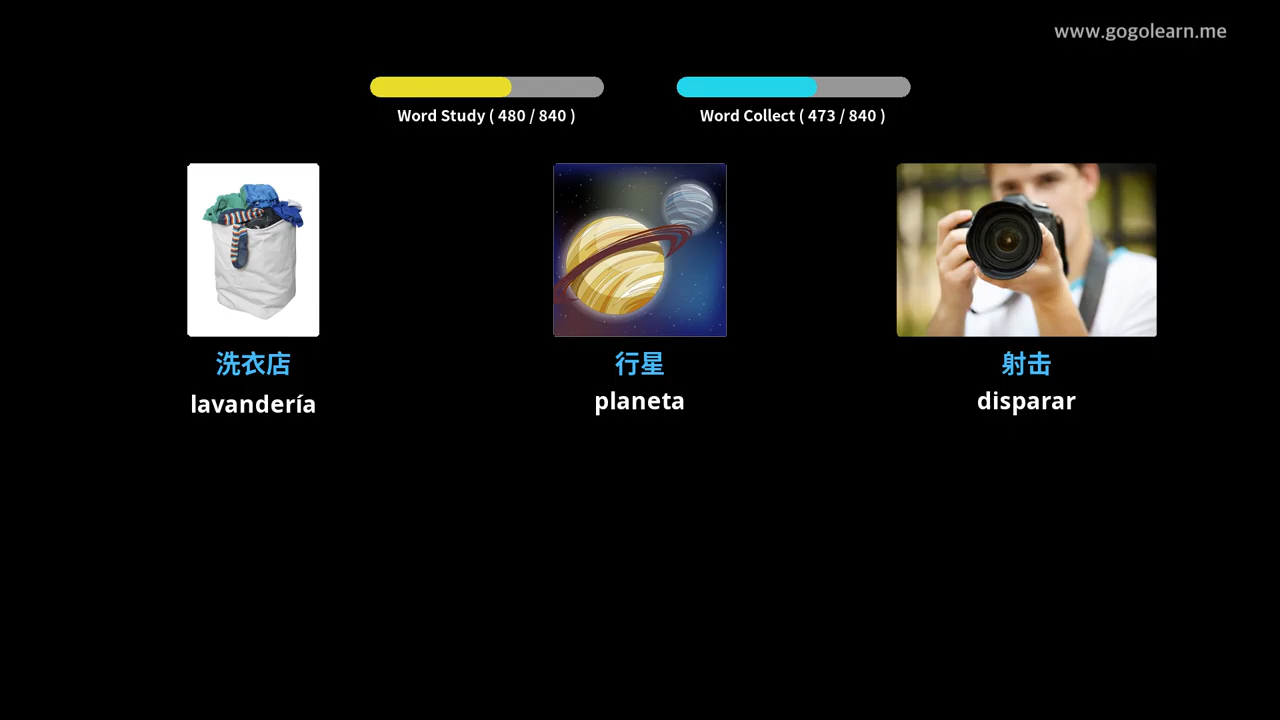 www.gogolearn.me
Word Study ( 480 / 840 )
Word Collect ( 473 / 840 )
洗衣店
lavandería
行星
planeta
射击
disparar